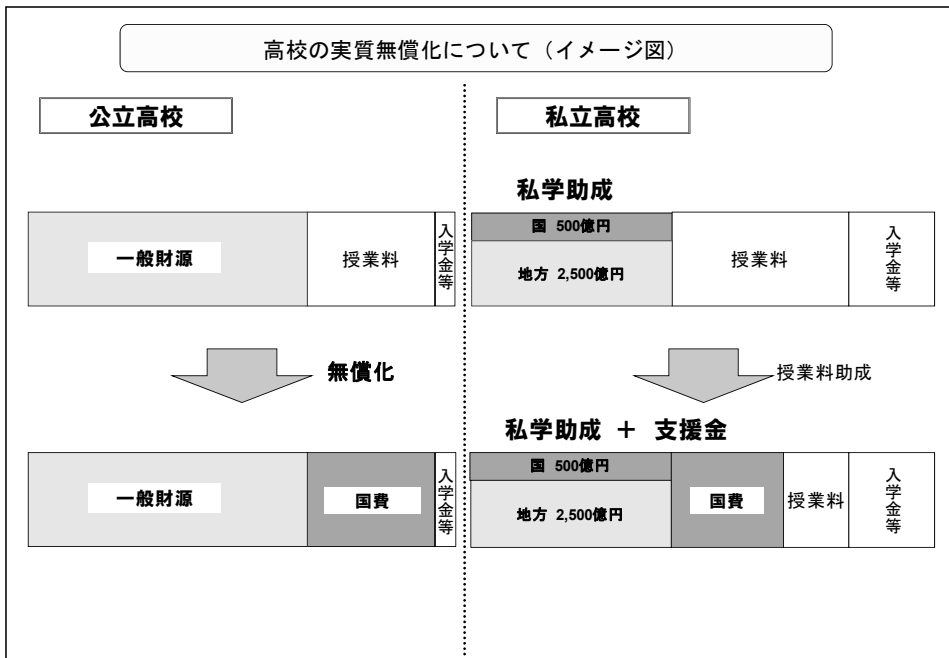 高校の実質無償化について（イメージ図）
公立高校
一般財源
授業料
入学金等
無償化
一般財源
国費
入学金等
私立高校
私学助成
国 500億円
地方 2,500億円
授業料
入学金等
授業料助成
私学助成 ＋ 支援金
国 500億円
地方 2,500億円
国費
授業料
入学金等